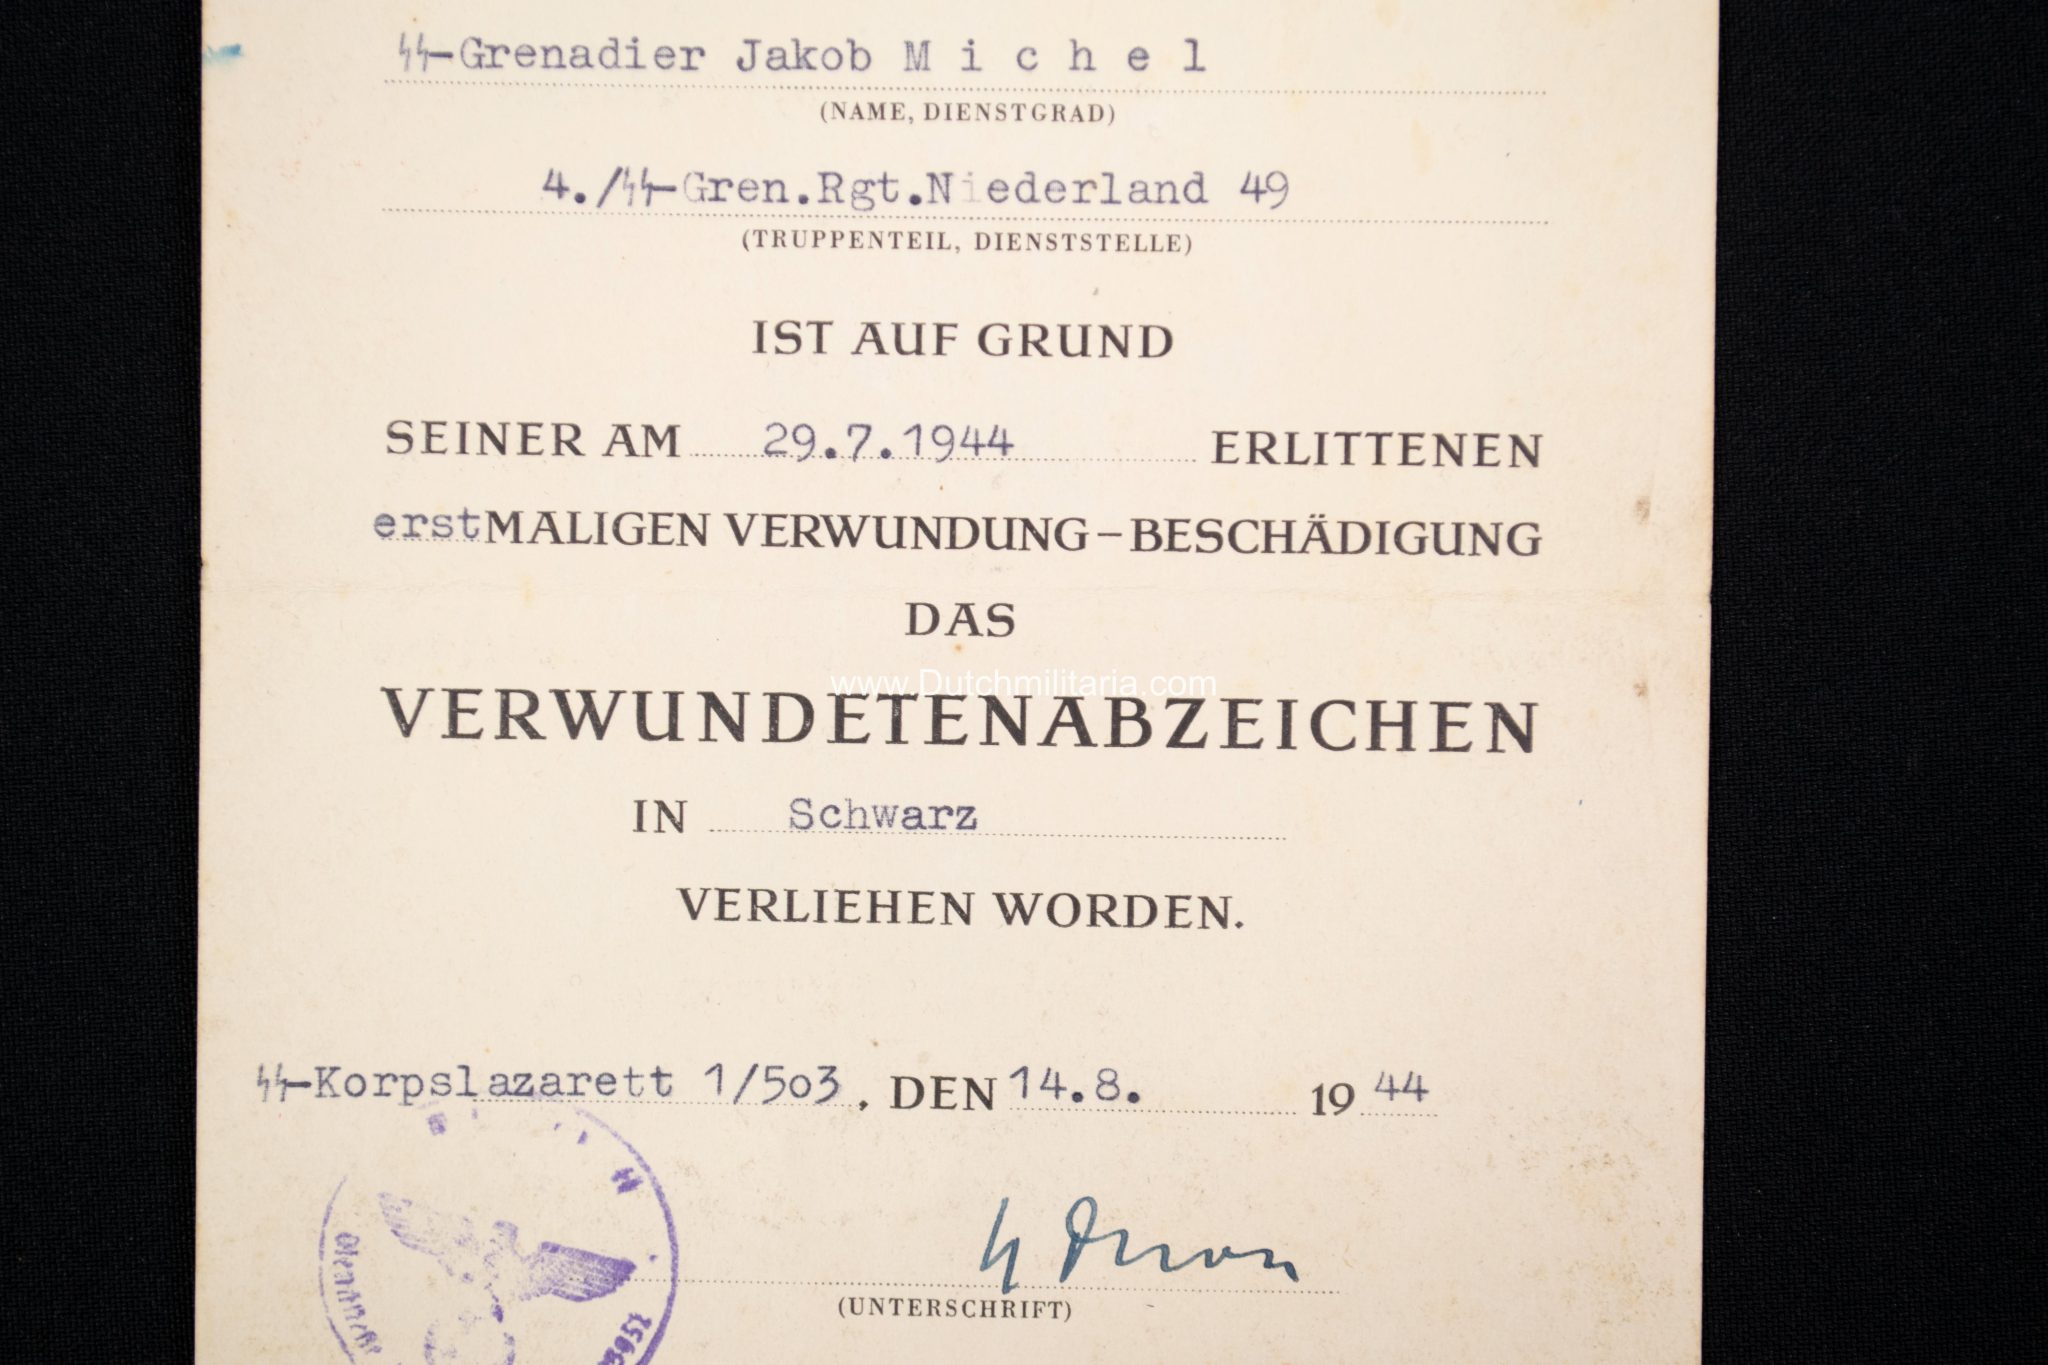 ᛋᛋ-Grenadier Jakob M i c h e l
(NAME, DIENSTGRAD)
4./ᛋᛋ-Gren.Rgt.Niederland 49
(TRUPPENTEIL, DIENSTSTELLE)
IST AUF GRUND
SEINER AM 29.7.1944 ERLITTENEN
erstMALIGEN VERWUNDUNG–BESCHÄDIGUNG
DAS
www.Dutchmilitaria.com
VERWUNDETENABZEICHEN
IN Schwarz
VERLIEHEN WORDEN.
ᛋᛋ-Korpslazarett 1/503, DEN 14.8. 1944
(UNTERSCHRIFT)